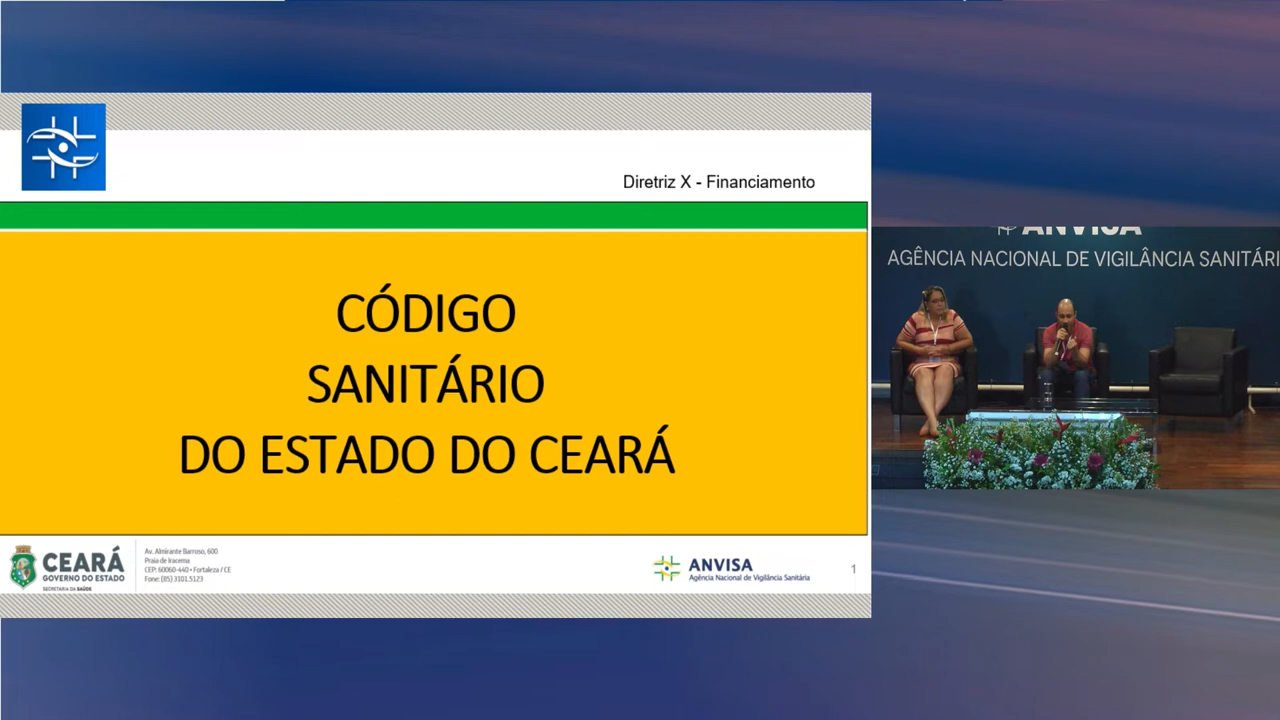 Diretriz X - Financiamento
CÓDIGO
SANITÁRIO
DO ESTADO DO CEARÁ
CEARÁ
GOVERNO DO ESTADO
SECRETARIA DA SAÚDE
Av. Almirante Barroso, 600
Praia de Iracema
CEP: 60060-440 • Fortaleza / CE
Fone: (85) 3101.5123
ANVISA
Agência Nacional de Vigilância Sanitária
1
ANVISA
AGÊNCIA NACIONAL DE VIGILÂNCIA SANITÁRI